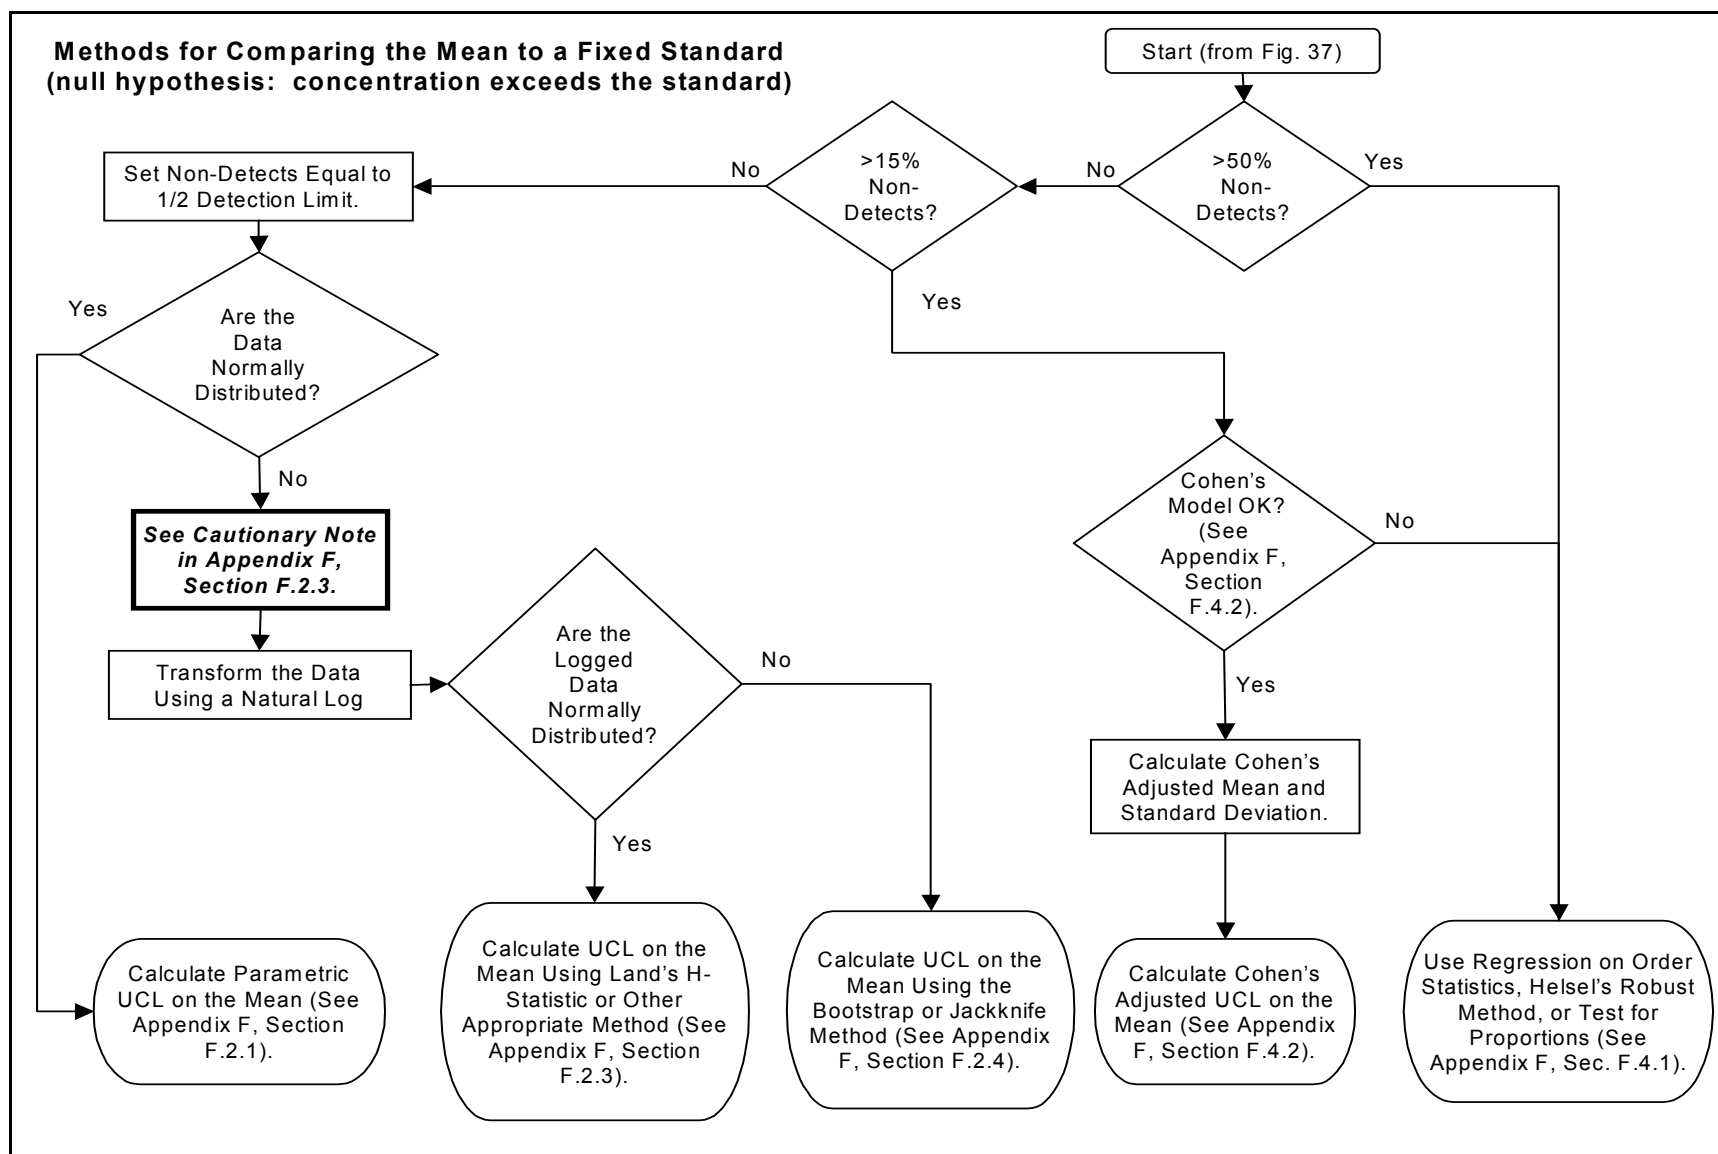 Methods for Comparing the Mean to a Fixed Standard
(null hypothesis:  concentration exceeds the standard)
Start (from Fig. 37)
>50%
Non-
Detects?
Yes
No
>15%
Non-
Detects?
No
Yes
Set Non-Detects Equal to
1/2 Detection Limit.
Are the
Data
Normally
Distributed?
Yes
No
See Cautionary Note
in Appendix F,
Section F.2.3.
Transform the Data
Using a Natural Log
Are the
Logged
Data
Normally
Distributed?
No
Yes
Cohen's
Model OK?
(See
Appendix F,
Section
F.4.2).
No
Yes
Calculate Cohen's
Adjusted Mean and
Standard Deviation.
Calculate Parametric
UCL on the Mean (See
Appendix F, Section
F.2.1).
Calculate UCL on the
Mean Using Land's H-
Statistic or Other
Appropriate Method (See
Appendix F, Section
F.2.3).
Calculate UCL on the
Mean Using the
Bootstrap or Jackknife
Method (See Appendix
F, Section F.2.4).
Calculate Cohen's
Adjusted UCL on the
Mean (See Appendix
F, Section F.4.2).
Use Regression on Order
Statistics, Helsel's Robust
Method, or Test for
Proportions (See
Appendix F, Sec. F.4.1).